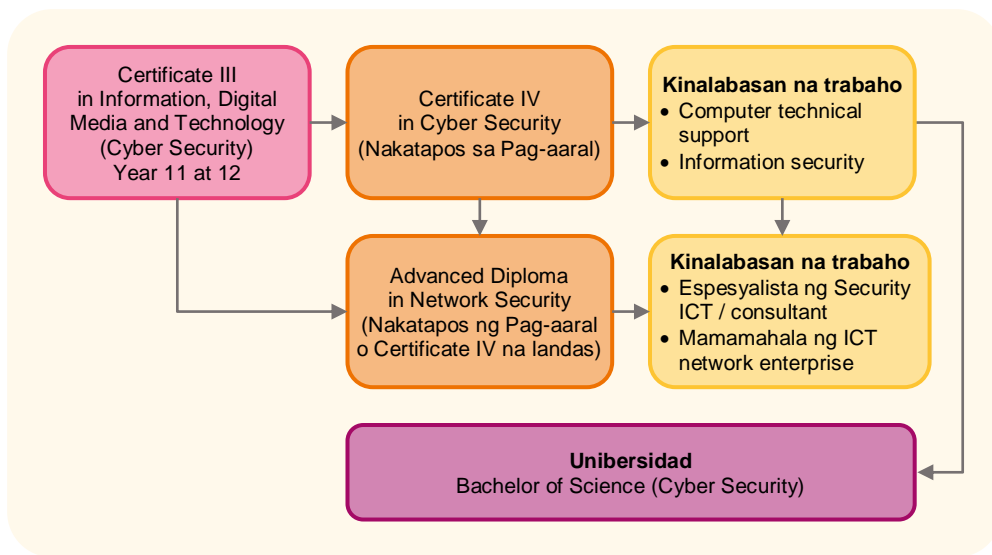 Certificate III
in Information, Digital
Media and Technology
(Cyber Security)
Year 11 at 12
Certificate IV
in Cyber Security
(Nakatapos sa Pag-aaral)
Kinalabasan na trabaho
• Computer technical
support
• Information security
Advanced Diploma
in Network Security
(Nakatapos ng Pag-aaral
o Certificate IV na landas)
Kinalabasan na trabaho
• Espesyalista ng Security
ICT / consultant
• Mamamahala ng ICT
network enterprise
Unibersidad
Bachelor of Science (Cyber Security)